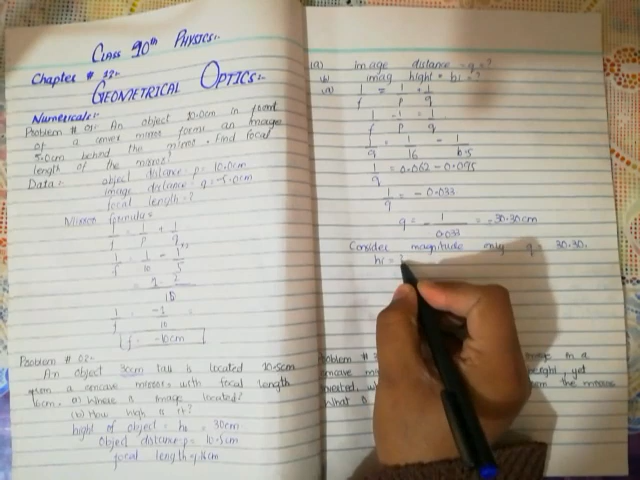 CLASS 10th PHYSICS:-
Chapter # 12:-
GEOMETRICAL OPTICS:-
Numericals:-
Problem # 01:- An object 10.0cm in front
of a convex mirror forms an image
5.0cm behind the mirror. Find focal
length of the mirror?
Data:- object distance = p = 10.0cm
image distance = q = -5.0cm
focal length = ?
Mirror formula
1/f = 1/p + 1/q
1/f = 1/10 - 1/5
= 1 - 2
10
1/f = -1/10
f = -10cm
Problem # 02:-
An object 30cm tall is located 10.5cm
from a concave mirror with focal length
16cm. a) Where is image located?
(b) How high is it?
hight of object = ho = 30cm
Object distance p = 10.5cm
focal length = 16cm
(a) image distance = q = ?
(b) imag hight = hi = ?
(a) 1/f = 1/p + 1/q
1/f - 1/p = 1/q
1/q = 1/16 - 1/10.5
1/q = 0.062 - 0.095
1/q = -0.033
q = 1/0.033 = -30.30cm
Consider magnitude only q = 30.30.
hi = ?
Problem #
image in a
concave
yet
the mirror
What